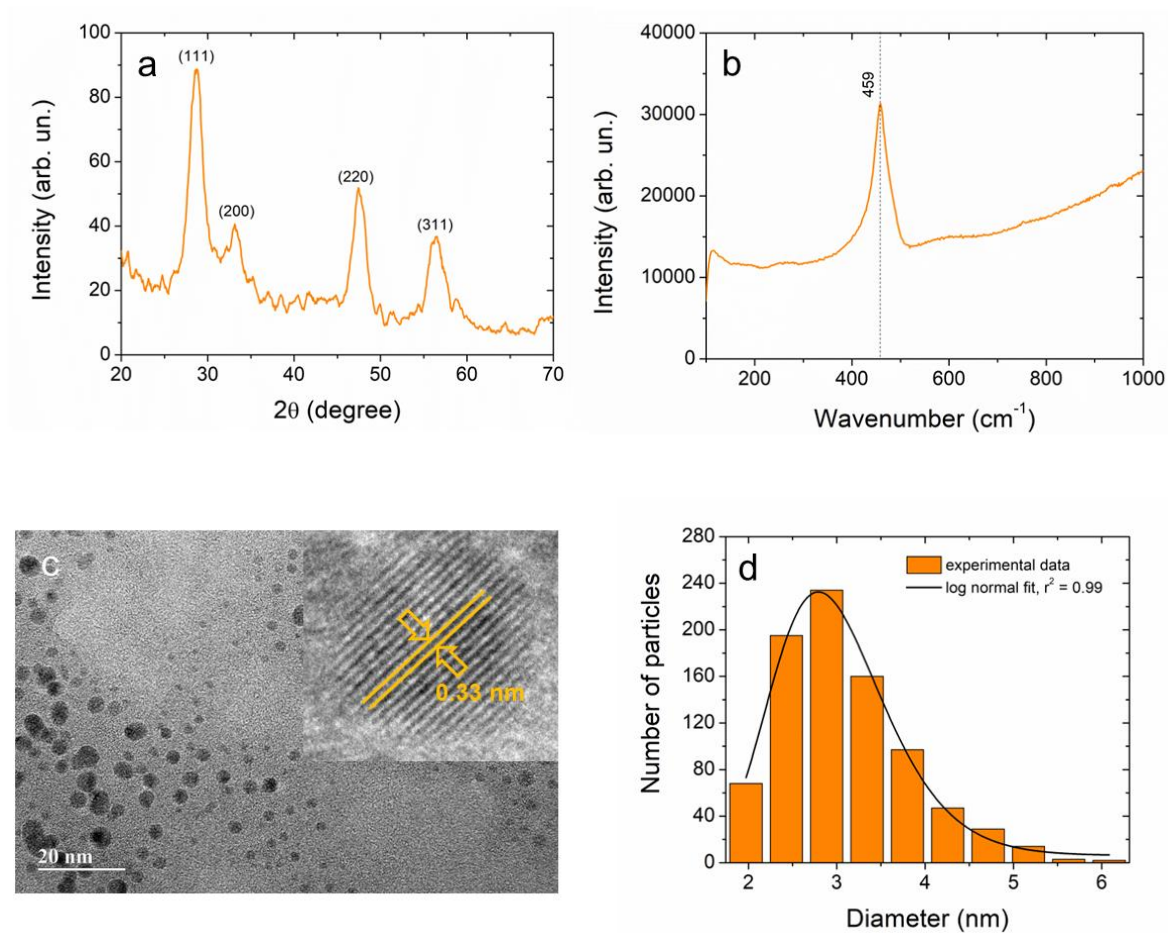 a
(111)
(200)
(220)
(311)
100
80
60
40
20
0
Intensity (arb. un.)
20 30 40 50 60 70
2θ (degree)
b
459
40000
30000
20000
10000
0
Intensity (arb. un.)
200 400 600 800 1000
Wavenumber (cm⁻¹)
c
0.33 nm
20 nm
d
experimental data
log normal fit, r² = 0.99
280
240
200
160
120
80
40
0
Number of particles
2 3 4 5 6
Diameter (nm)